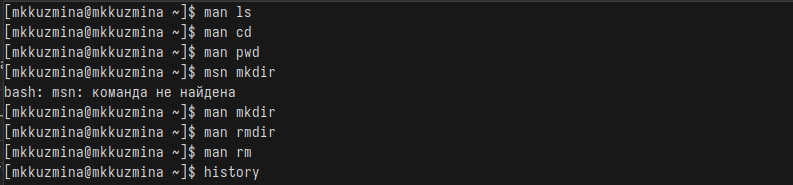 [mkkuzmina@mkkuzmina ~]$ man ls
[mkkuzmina@mkkuzmina ~]$ man cd
[mkkuzmina@mkkuzmina ~]$ man pwd
[mkkuzmina@mkkuzmina ~]$ msn mkdir
bash: msn: команда не найдена
[mkkuzmina@mkkuzmina ~]$ man mkdir
[mkkuzmina@mkkuzmina ~]$ man rmdir
[mkkuzmina@mkkuzmina ~]$ man rm
[mkkuzmina@mkkuzmina ~]$ history